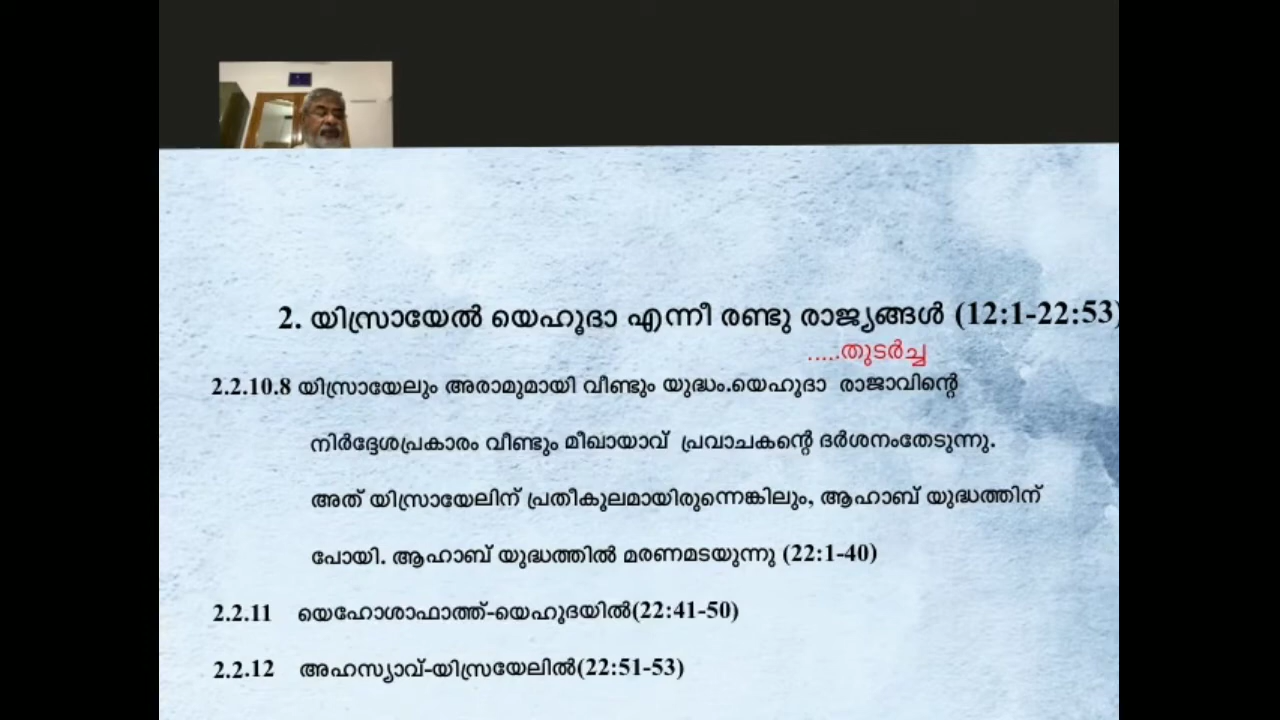 2. യിസ്രായേൽ യെഹൂദാ എന്നീ രണ്ടു രാജ്യങ്ങൾ (12:1-22:53)
.....തുടർച്ച
2.2.10.8 യിസ്രായേലും അരാമുമായി വീണ്ടും യുദ്ധം.യെഹൂദാ രാജാവിന്റെ
നിർദ്ദേശപ്രകാരം വീണ്ടും മീഖായാവ് പ്രവാചകന്റെ ദർശനംതേടുന്നു.
അത് യിസ്രായേലിന് പ്രതീകൂലമായിരുന്നെങ്കിലും, ആഹാബ് യുദ്ധത്തിന്
പോയി. ആഹാബ് യുദ്ധത്തിൽ മരണമടയുന്നു (22:1-40)
2.2.11 യെഹോശാഫാത്ത്-യെഹൂദയിൽ(22:41-50)
2.2.12 അഹസ്യാവ്-യിസ്രയേലിൽ(22:51-53)